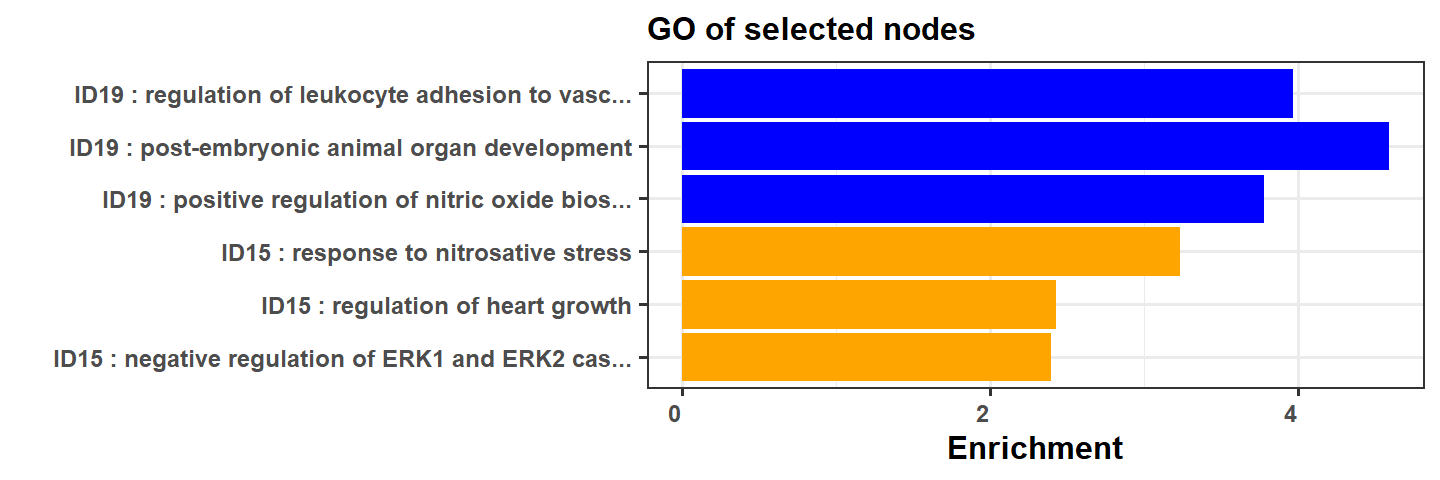 GO of selected nodes
ID19 : regulation of leukocyte adhesion to vasc...
ID19 : post-embryonic animal organ development
ID19 : positive regulation of nitric oxide bios...
ID15 : response to nitrosative stress
ID15 : regulation of heart growth
ID15 : negative regulation of ERK1 and ERK2 cas...
0 2 4
Enrichment